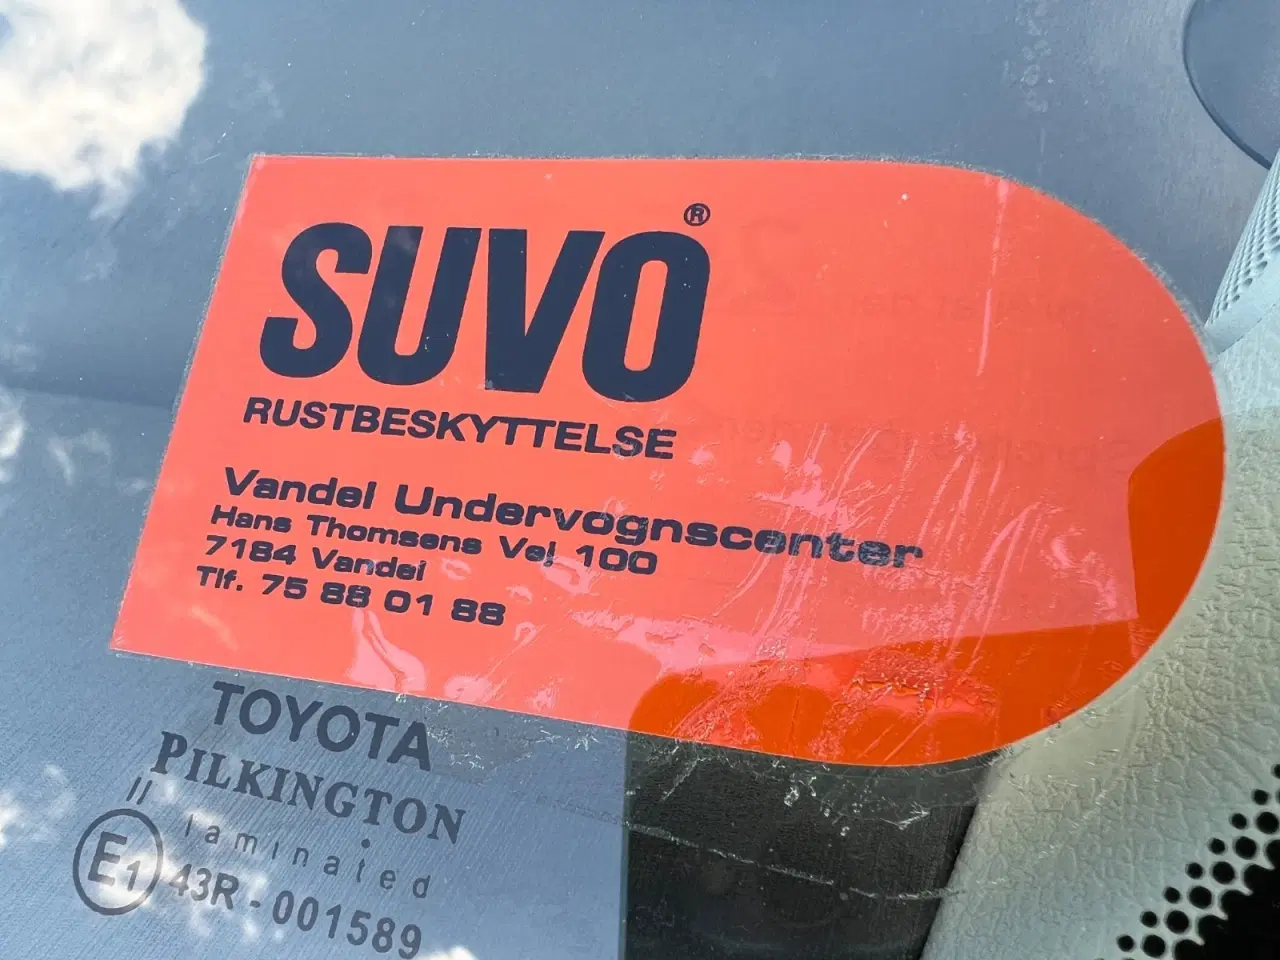 SUVO®
RUSTBESKYTTELSE
Vandel Undervognscenter
Hans Thomsens Vej 100
7184 Vandel
Tlf. 75 88 01 88
TOYOTA
PILKINGTON
II laminated
E1 43R - 001589